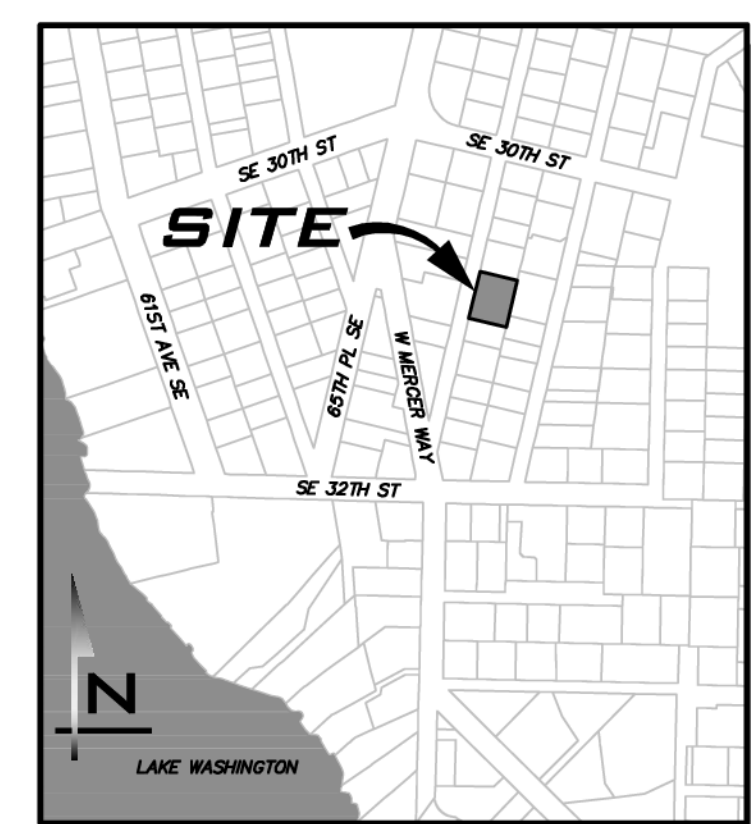 SE 30TH ST
SE 30TH ST
SITE
61ST AVE SE
65TH PL SE
W MERCER WAY
SE 32TH ST
N
LAKE WASHINGTON